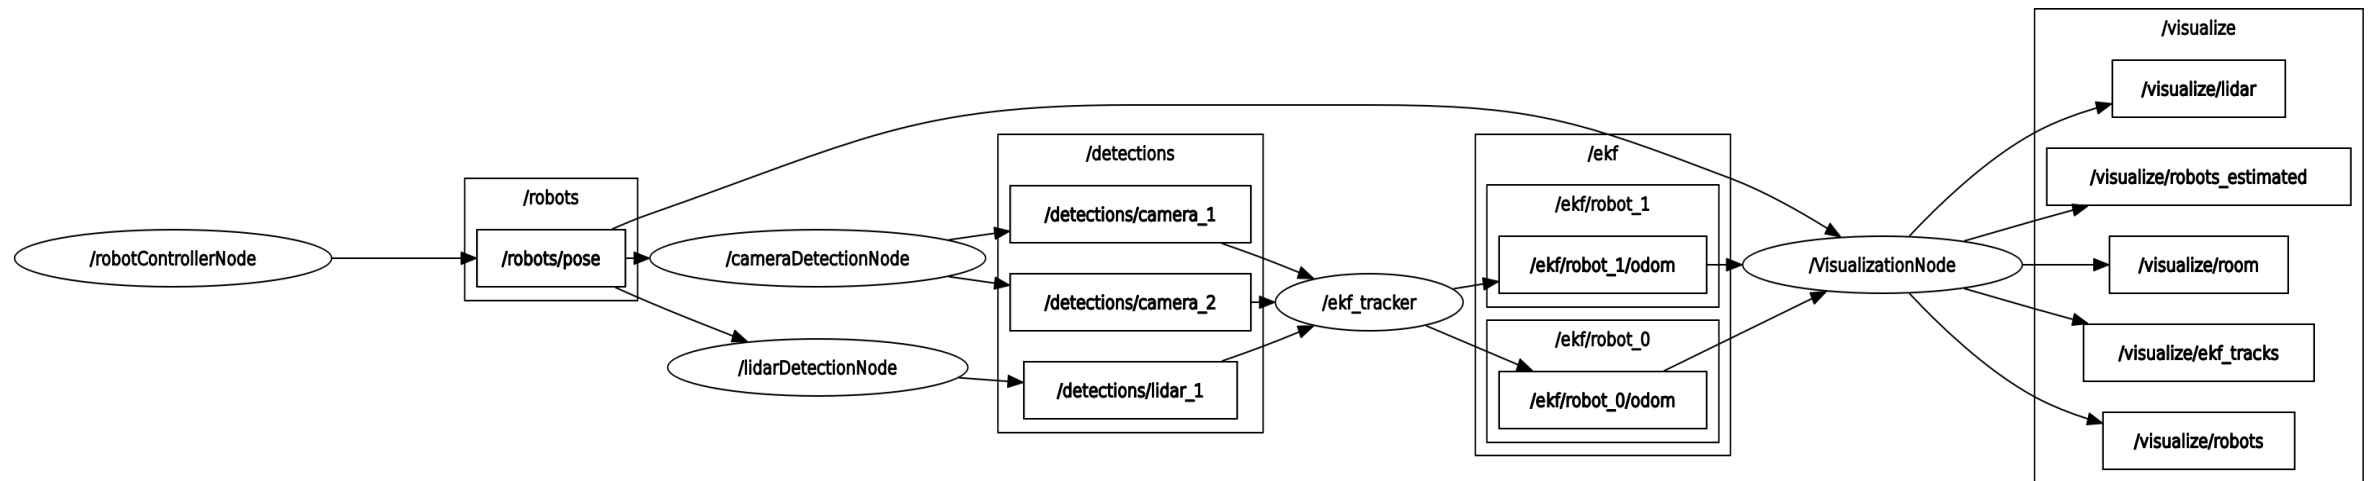 /robotControllerNode
/robots
/robots/pose
/cameraDetectionNode
/lidarDetectionNode
/detections
/detections/camera_1
/detections/camera_2
/detections/lidar_1
/ekf_tracker
/ekf
/ekf/robot_1
/ekf/robot_1/odom
/ekf/robot_0
/ekf/robot_0/odom
/VisualizationNode
/visualize
/visualize/lidar
/visualize/robots_estimated
/visualize/room
/visualize/ekf_tracks
/visualize/robots